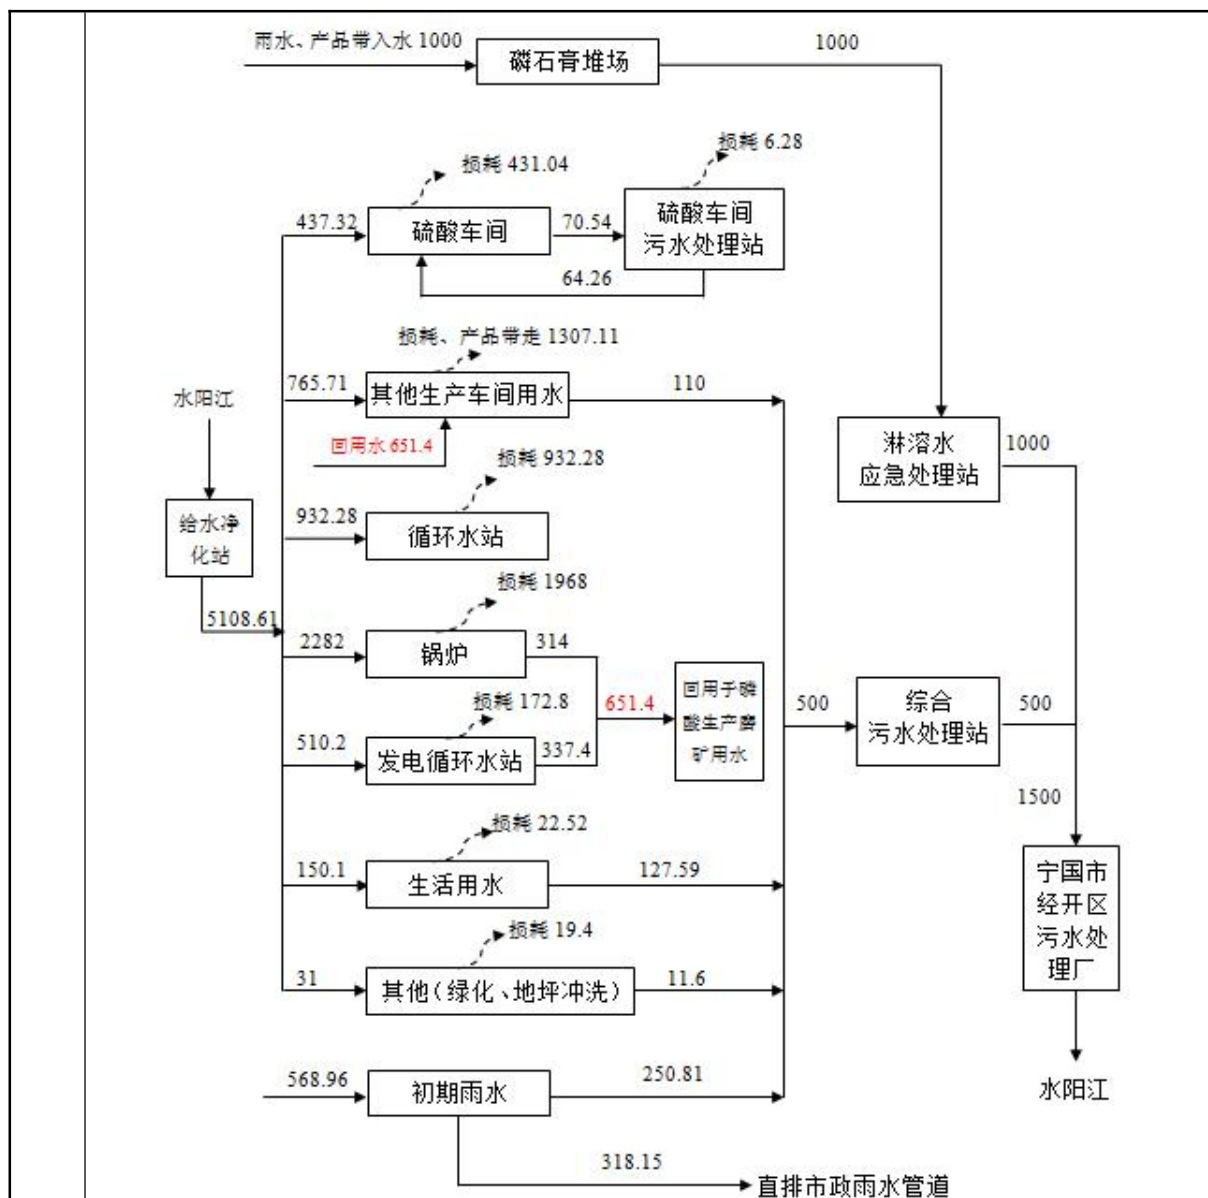 雨水、产品带入水 1000
磷石膏堆场
1000
损耗 431.04
损耗 6.28
437.32
硫酸车间
70.54
硫酸车间
污水处理站
64.26
损耗、产品带走 1307.11
765.71
其他生产车间用水
110
回用水 651.4
水阳江
给水净
化站
5108.61
淋溶水
应急处理站
1000
损耗 932.28
932.28
循环水站
损耗 1968
2282
锅炉
314
损耗 172.8
510.2
发电循环水站
337.4
651.4
回用于磷
酸生产磨
矿用水
500
综合
污水处理站
500
1500
损耗 22.52
150.1
生活用水
127.59
损耗 19.4
31
其他（绿化、地坪冲洗）
11.6
宁国市
经开区
污水处
理厂
水阳江
568.96
初期雨水
250.81
318.15
直排市政雨水管道